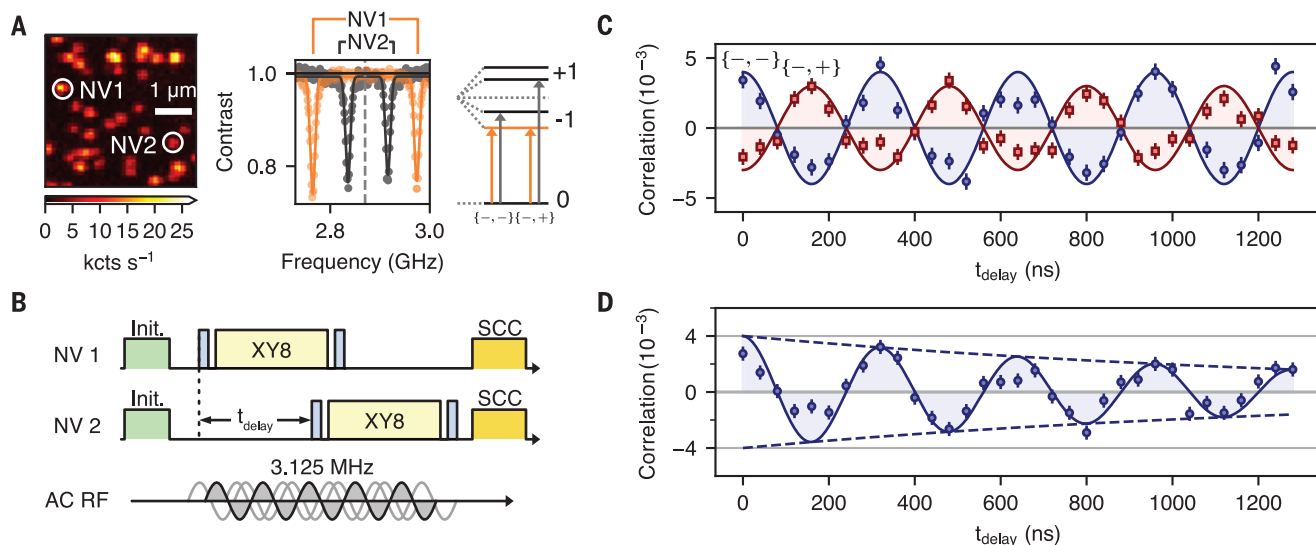 A
NV1
1 μm
NV2
0 5 10 15 20 25
kcts s⁻¹
NV1
NV2
1.0
0.8
Contrast
2.8 3.0
Frequency (GHz)
+1
-1
0
{−,−}{−,+}
B
Init.
SCC
NV 1
XY8
Init.
SCC
NV 2
t_delay
XY8
3.125 MHz
AC RF
C
{−,−}
{−,+}
5
0
−5
Correlation (10⁻³)
0 200 400 600 800 1000 1200
t_delay (ns)
D
4
0
−4
Correlation (10⁻³)
0 200 400 600 800 1000 1200
t_delay (ns)